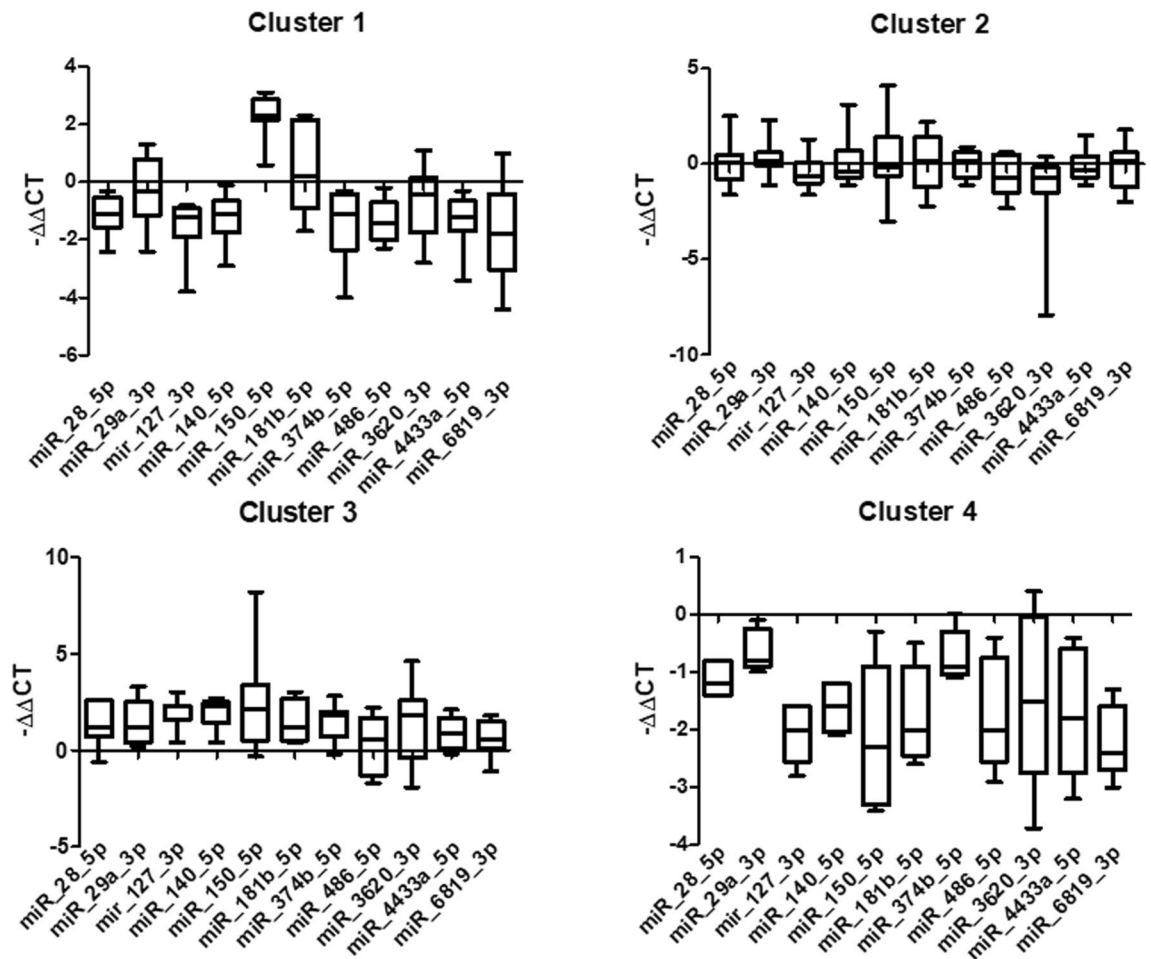 Cluster 1
4
2
0
-2
-4
-6
-ΔΔCT
miR_28_5p
miR_29a_3p
mir_127_3p
miR_140_5p
miR_150_5p
miR_181b_5p
miR_374b_5p
miR_486_5p
miR_3620_3p
miR_4433a_5p
miR_6819_3p
Cluster 2
5
0
-5
-10
-ΔΔCT
miR_28_5p
miR_29a_3p
mir_127_3p
miR_140_5p
miR_150_5p
miR_181b_5p
miR_374b_5p
miR_486_5p
miR_3620_3p
miR_4433a_5p
miR_6819_3p
Cluster 3
10
5
0
-5
-ΔΔCT
miR_28_5p
miR_29a_3p
mir_127_3p
miR_140_5p
miR_150_5p
miR_181b_5p
miR_374b_5p
miR_486_5p
miR_3620_3p
miR_4433a_5p
miR_6819_3p
Cluster 4
1
0
-1
-2
-3
-4
-ΔΔCT
miR_28_5p
miR_29a_3p
mir_127_3p
miR_140_5p
miR_150_5p
miR_181b_5p
miR_374b_5p
miR_486_5p
miR_3620_3p
miR_4433a_5p
miR_6819_3p